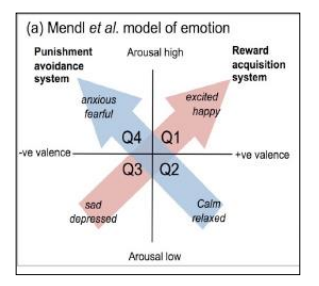 (a) Mendl et al. model of emotion
Punishment
avoidance
system
Arousal high
Reward
acquisition
system
anxious
fearful
excited
happy
Q4
Q1
-ve valence
+ve valence
Q3
Q2
sad
depressed
Calm
relaxed
Arousal low